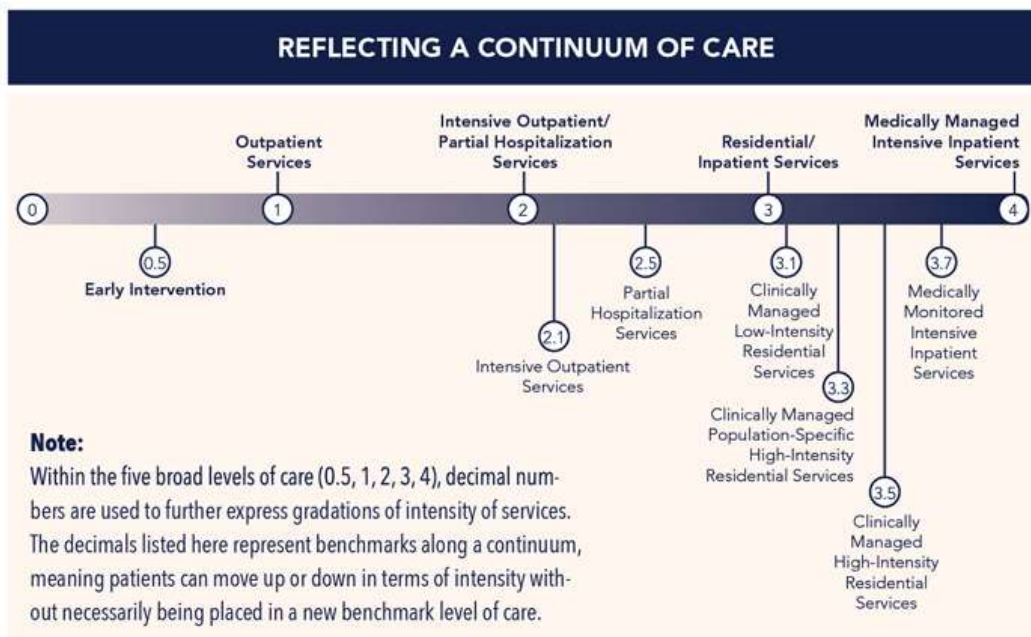 REFLECTING A CONTINUUM OF CARE
Outpatient
Services
Intensive Outpatient/
Partial Hospitalization
Services
Residential/
Inpatient Services
Medically Managed
Intensive Inpatient
Services
0
1
2
3
4
0.5
Early Intervention
2.1
Intensive Outpatient
Services
2.5
Partial
Hospitalization
Services
3.1
Clinically
Managed
Low-Intensity
Residential
Services
3.3
Clinically Managed
Population-Specific
High-Intensity
Residential Services
3.5
Clinically
Managed
High-Intensity
Residential
Services
3.7
Medically
Monitored
Intensive
Inpatient
Services
Note:
Within the five broad levels of care (0.5, 1, 2, 3, 4), decimal num-
bers are used to further express gradations of intensity of services.
The decimals listed here represent benchmarks along a continuum,
meaning patients can move up or down in terms of intensity with-
out necessarily being placed in a new benchmark level of care.